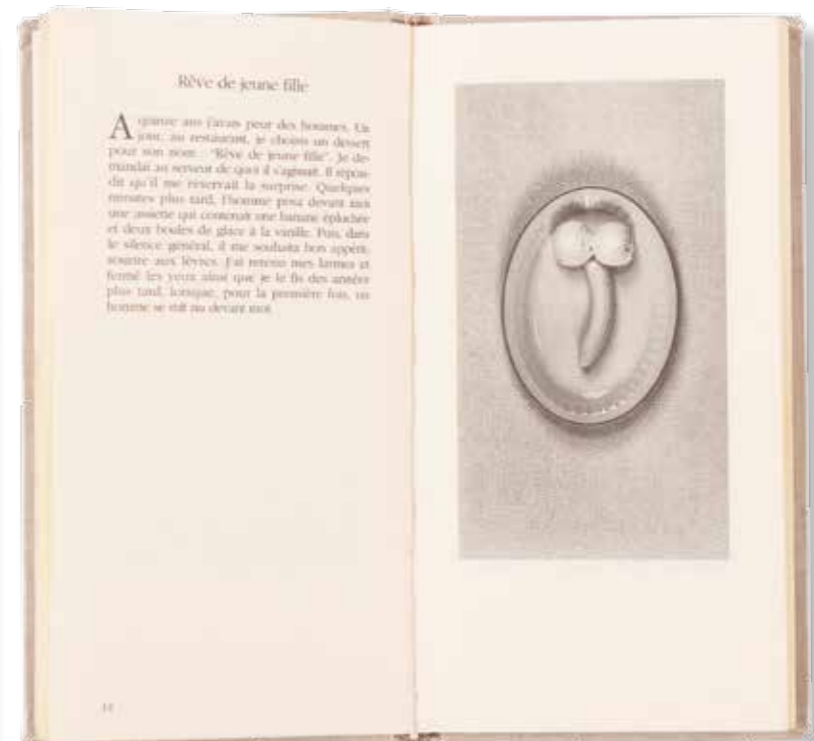 Rêve de jeune fille
A quinze ans j'avais peur des hommes. Un
jour, au restaurant, je choisis un dessert
pour son nom : "Rêve de jeune fille". Je de-
mandai au serveur de quoi il s'agissait. Il répon-
dit qu'il me réservait la surprise. Quelques
minutes plus tard, l'homme posa devant moi
une assiette qui contenait une banane épluchée
et deux boules de glace à la vanille. Puis, dans
le silence général, il me souhaita bon appétit,
sourire aux lèvres. J'ai retenu mes larmes et
fermé les yeux ainsi que je le fis des années
plus tard, lorsque, pour la première fois, un
homme se mit nu devant moi.